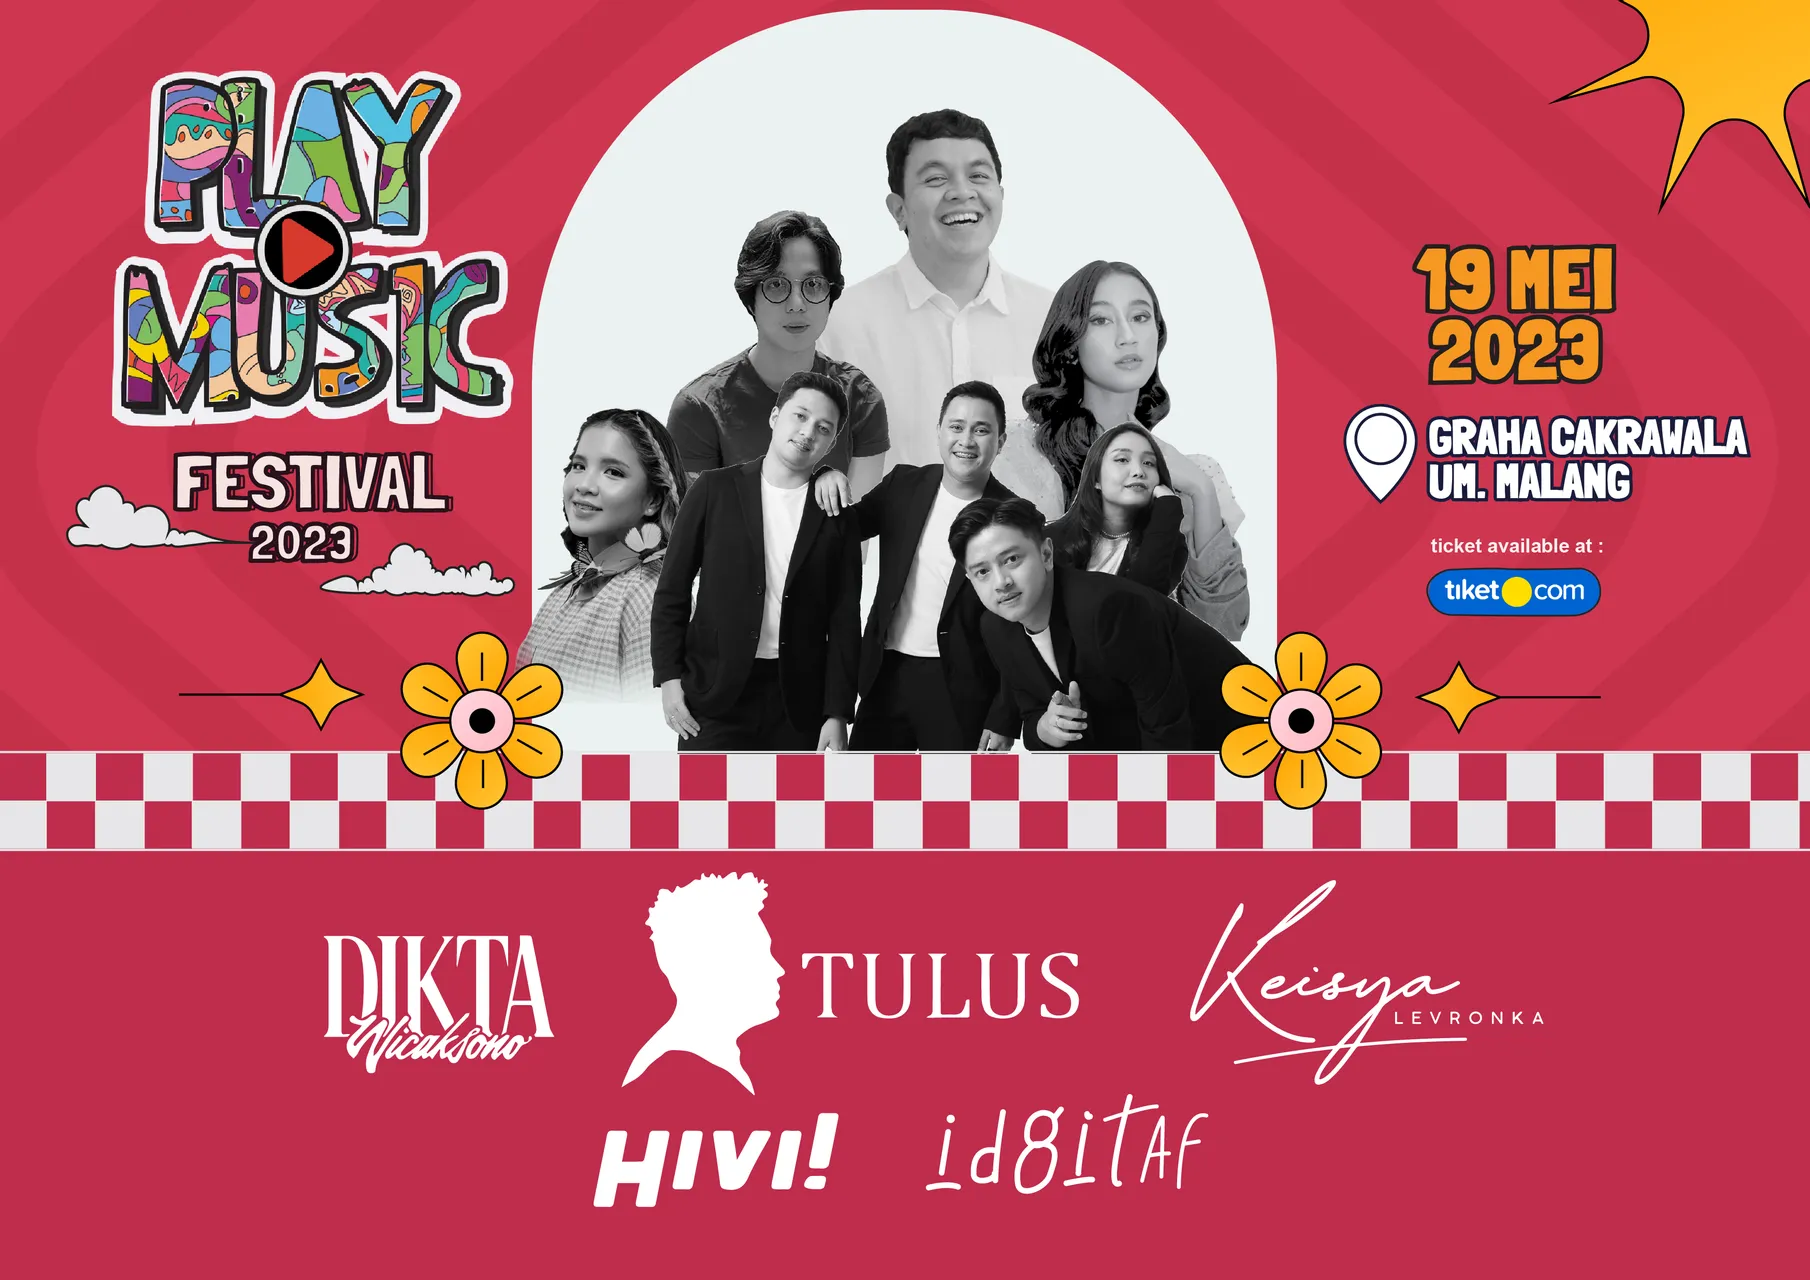 PLAY
MUSIC
FESTIVAL
2023
19 MEI
2023
GRAHA CAKRAWALA
UM. MALANG
ticket available at :
tiket com
DIKTA
Wicaksono
TULUS
Keisya
LEVRONKA
HIVI!
idgitAF